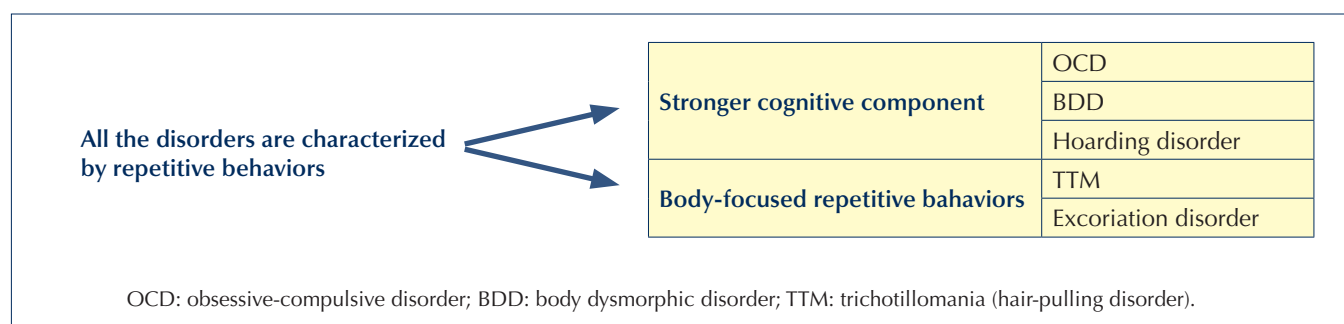 All the disorders are characterized
by repetitive behaviors
Stronger cognitive component
OCD
BDD
Hoarding disorder
Body-focused repetitive bahaviors
TTM
Excoriation disorder
OCD: obsessive-compulsive disorder; BDD: body dysmorphic disorder; TTM: trichotillomania (hair-pulling disorder).